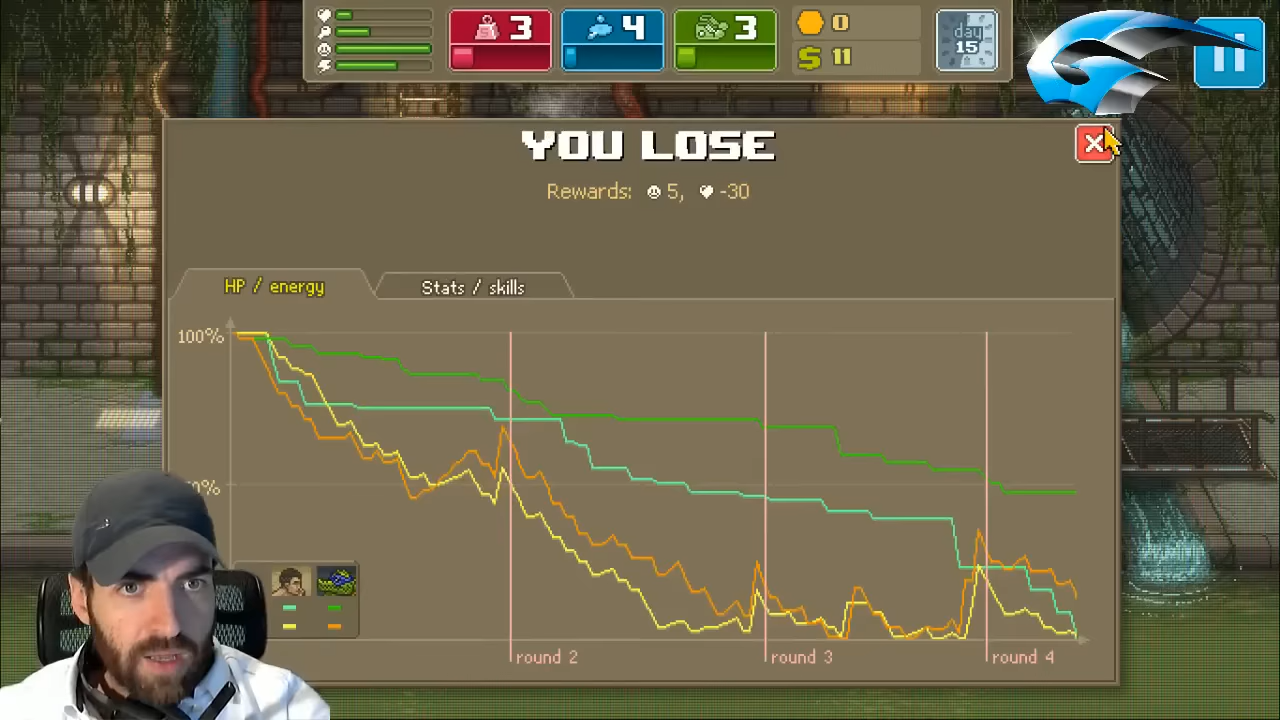 3
4
3
0
$ 11
day
15
YOU LOSE
Rewards: 5, -30
HP / energy
Stats / skills
100%
round 2
round 3
round 4